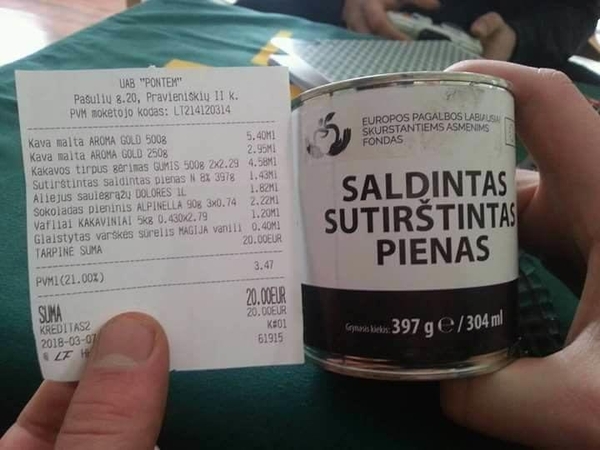 UAB "PONTEM"
Pašulių g.20, Pravieniškių II k.
PVM mokėtojo kodas: LT214120314
Kava malta AROMA GOLD 500g 5.40M1
Kava malta AROMA GOLD 250g 2.95M1
Kakavos tirpus gėrimas GUMIS 500g 2x2.29 4.58M1
Sutirštintas saldintas pienas N 8% 397g 1.43M1
Aliejus saulėgrąžų DOLORES 1L 1.82M1
Šokoladas pieninis ALPINELLA 90g 3x0.74 2.22M1
Vafliai KAKAVINIAI 5kg 0.430x2.79 1.20M1
Glaistytas varškės sūrelis MAGIJA vanili 0.40M1
TARPINĖ SUMA 20.00EUR
PVM1(21.00%) 3.47
SUMA 20.00EUR
KREDITAS2 20.00EUR
2018-03-07 K#01
LF 61915
EUROPOS PAGALBOS LABIAUSIAI
SKURSTANTIEMS ASMENIMS
FONDAS
SALDINTAS
SUTIRŠTINTAS
PIENAS
Grynasis kiekis: 397 g e / 304 ml